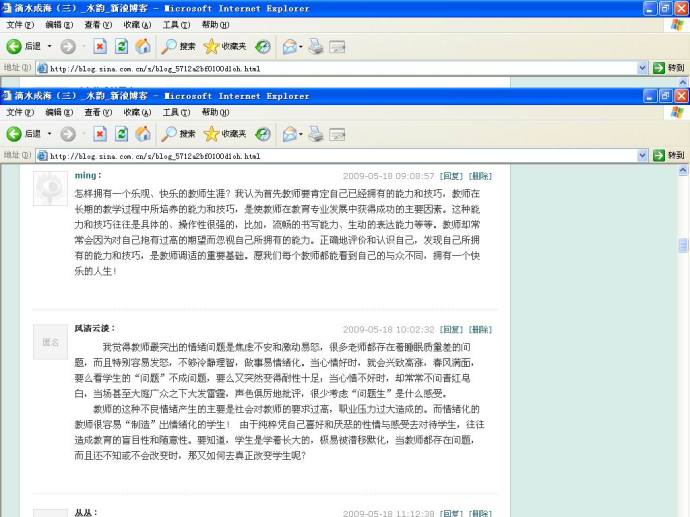 滴水成海（三）_水韵_新浪博客 - Microsoft Internet Explorer
文件(F) 编辑(E) 查看(V) 收藏(A) 工具(T) 帮助(H)
后退 搜索 收藏夹
地址(D) http://blog.sina.com.cn/s/blog_5712a2bf0100d1oh.html 转到
滴水成海（三）_水韵_新浪博客 - Microsoft Internet Explorer
文件(F) 编辑(E) 查看(V) 收藏(A) 工具(T) 帮助(H)
后退 搜索 收藏夹
地址(D) http://blog.sina.com.cn/s/blog_5712a2bf0100d1oh.html 转到
ming： 2009-05-18 09:08:57 [回复] [删除]
怎样拥有一个乐观、快乐的教师生涯？我认为首先教师要肯定自己已经拥有的能力和技巧，教师在
长期的教学过程中所培养的能力和技巧，是使教师在教育专业发展中获得成功的主要因素。这种能
力和技巧往往是具体的、操作性很强的，比如，流畅的书写能力、生动的表达能力等等。教师却常
常会因为对自己抱有过高的期望而忽视自己所拥有的能力。正确地评价和认识自己，发现自己所拥
有的能力和技巧，是教师调适的重要基础。愿我们每个教师都能看到自己的与众不同，拥有一个快
乐的人生！
匿名
风清云淡： 2009-05-18 10:02:32 [回复] [删除]
我觉得教师最突出的情绪问题是焦虑不安和激动易怒，很多老师都存在着睡眠质量差的问
题，而且特别容易发怒，不够冷静理智，做事易情绪化。当心情好时，就会兴致高涨，春风满面，
要么看学生的“问题”不成问题，要么又突然变得耐性十足；当心情不好时，却常常不问青红皂
白，当场甚至大庭广众之下大发雷霆，声色俱厉地批评，很少考虑“问题生”是什么感受。
教师的这种不良情绪产生的主要是社会对教师的要求过高，职业压力过大造成的。而情绪化的
教师很容易“制造”出情绪化的学生！ 由于纯粹凭自己喜好和厌恶的性情与感受去对待学生，往往
造成教育的盲目性和随意性。要知道，学生是学着长大的，极易被潜移默化，当教师都存在问题，
而且还不知或不会改变时，那又如何去真正改变学生呢？
丛丛： 2009-05-18 11:12:38 [回复] [删除]